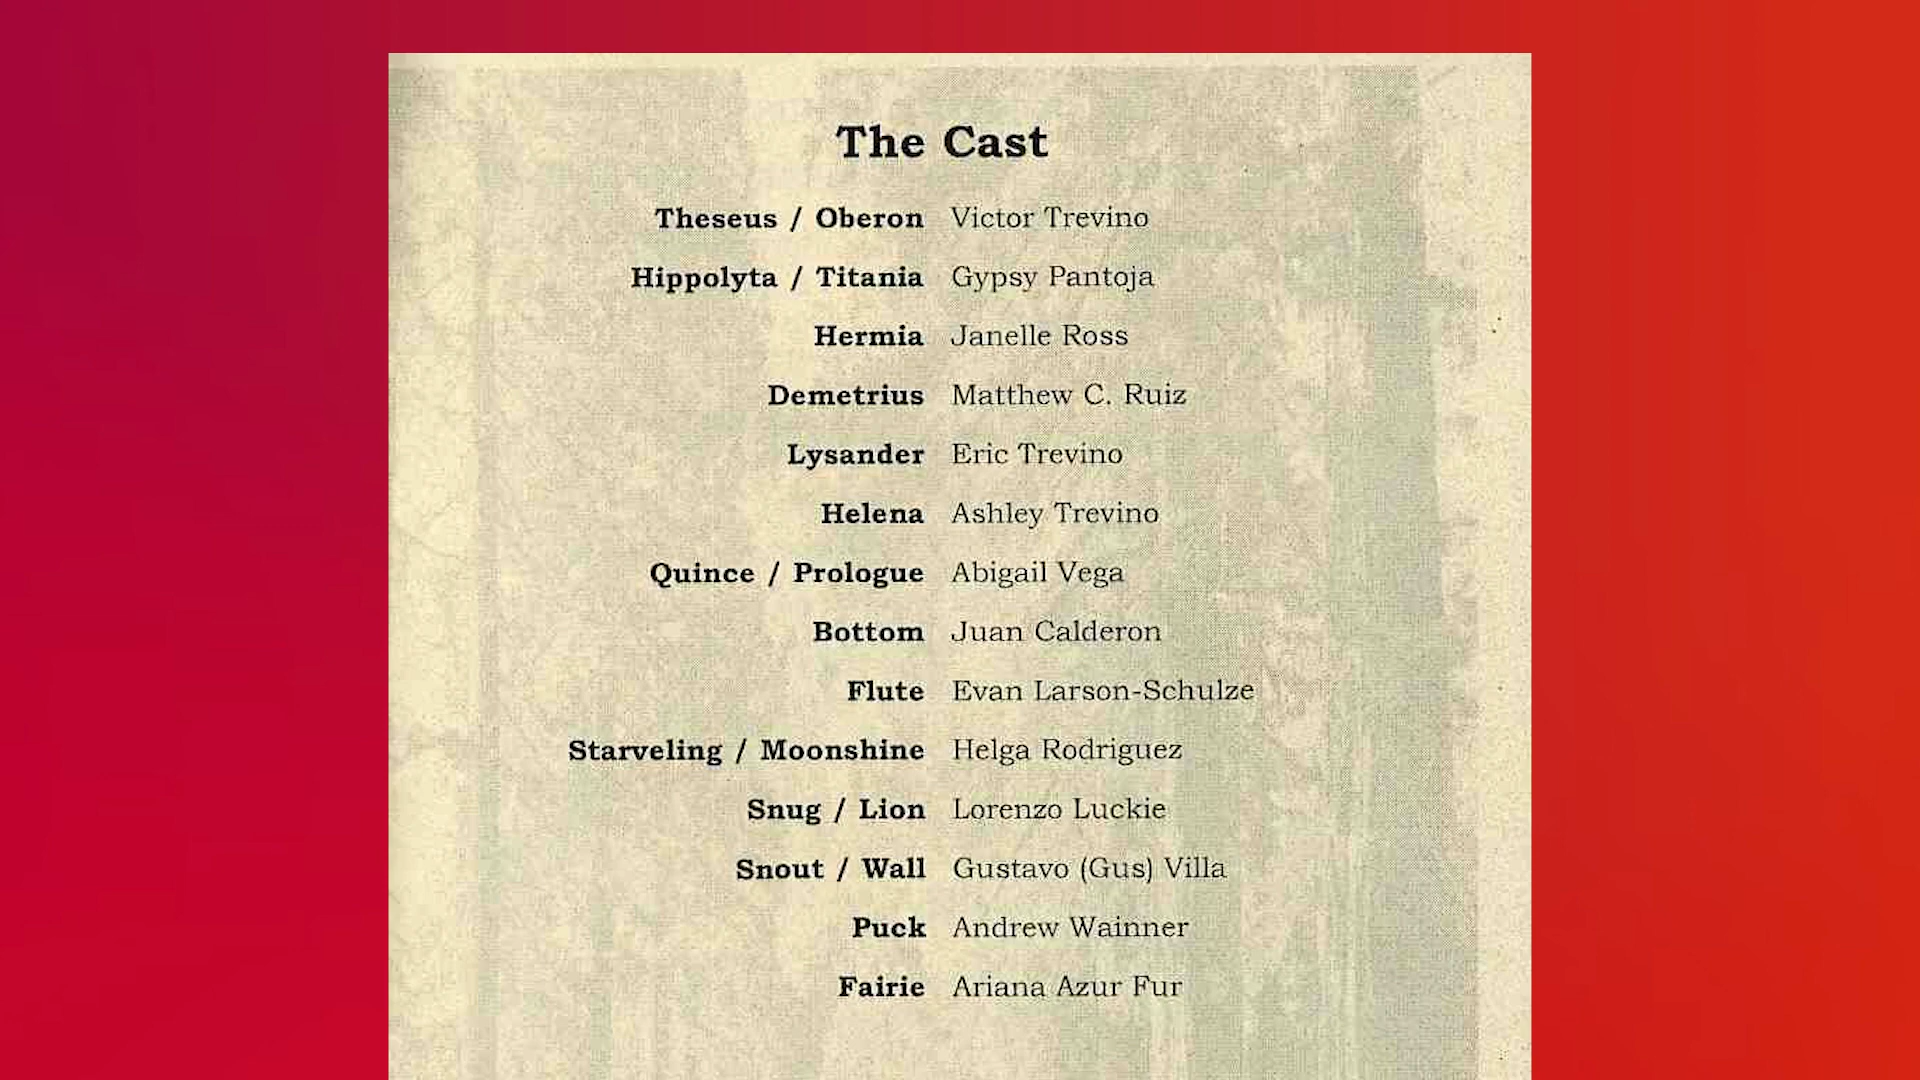 The Cast
Theseus / Oberon Victor Trevino
Hippolyta / Titania Gypsy Pantoja
Hermia Janelle Ross
Demetrius Matthew C. Ruiz
Lysander Eric Trevino
Helena Ashley Trevino
Quince / Prologue Abigail Vega
Bottom Juan Calderon
Flute Evan Larson-Schulze
Starveling / Moonshine Helga Rodriguez
Snug / Lion Lorenzo Luckie
Snout / Wall Gustavo (Gus) Villa
Puck Andrew Wainner
Fairie Ariana Azur Fur